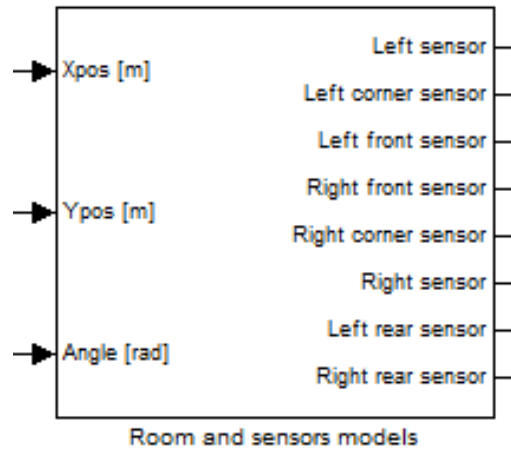 Left sensor
Xpos [m]
Left corner sensor
Left front sensor
Right front sensor
Ypos [m]
Right corner sensor
Right sensor
Left rear sensor
Angle [rad]
Right rear sensor
Room and sensors models